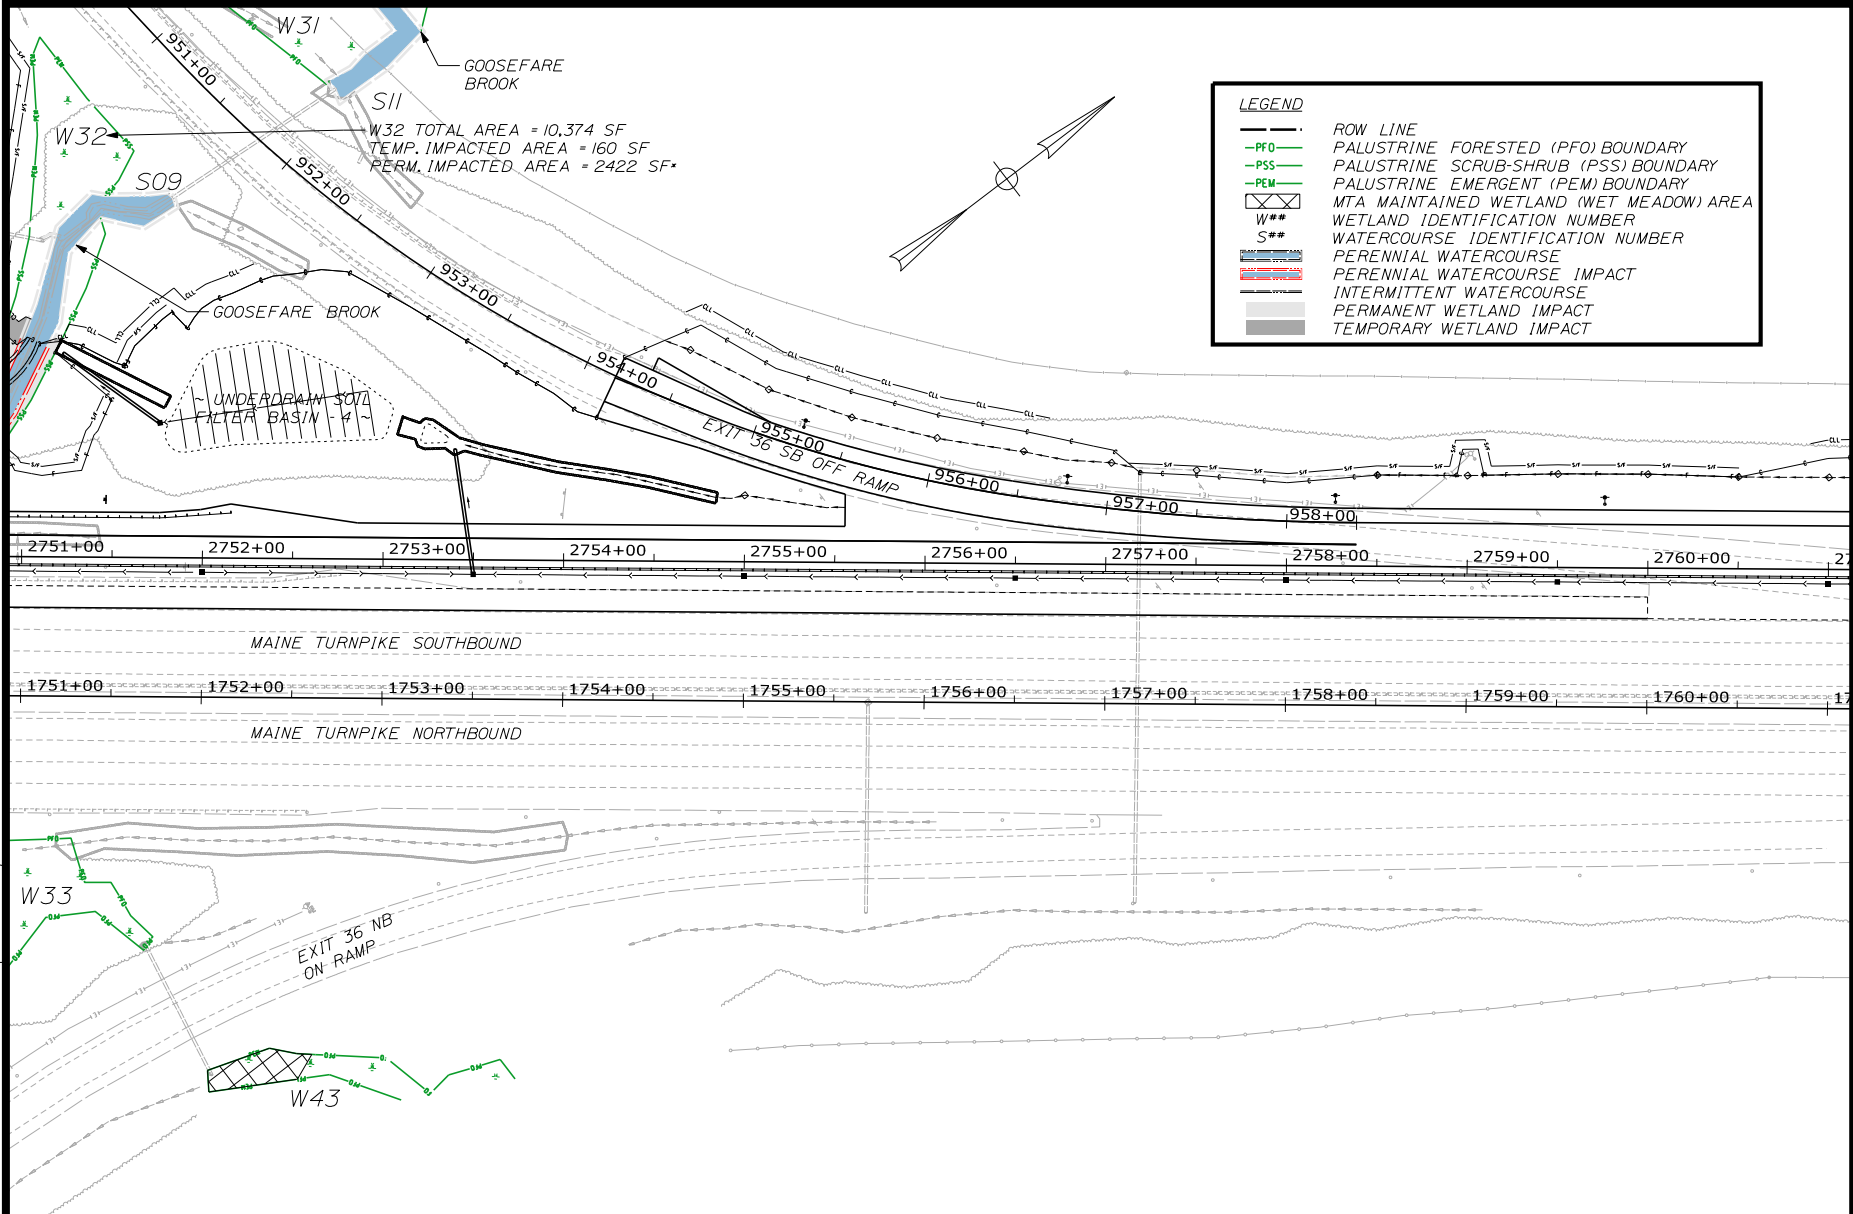 W31
951+00
GOOSEFARE
BROOK
S11
W32
W32 TOTAL AREA = 10,374 SF
TEMP. IMPACTED AREA = 160 SF
PERM. IMPACTED AREA = 2422 SF*
952+00
S09
953+00
GOOSEFARE BROOK
954+00
~ UNDERDRAIN SOIL
FILTER BASIN - 4 ~
955+00
EXIT 36 SB OFF RAMP
956+00
957+00
958+00
LEGEND
ROW LINE
PFO PALUSTRINE FORESTED (PFO) BOUNDARY
PSS PALUSTRINE SCRUB-SHRUB (PSS) BOUNDARY
PEM PALUSTRINE EMERGENT (PEM) BOUNDARY
MTA MAINTAINED WETLAND (WET MEADOW) AREA
W## WETLAND IDENTIFICATION NUMBER
S## WATERCOURSE IDENTIFICATION NUMBER
PERENNIAL WATERCOURSE
PERENNIAL WATERCOURSE IMPACT
INTERMITTENT WATERCOURSE
PERMANENT WETLAND IMPACT
TEMPORARY WETLAND IMPACT
2751+00 2752+00 2753+00 2754+00 2755+00 2756+00 2757+00 2758+00 2759+00 2760+00 27
MAINE TURNPIKE SOUTHBOUND
1751+00 1752+00 1753+00 1754+00 1755+00 1756+00 1757+00 1758+00 1759+00 1760+00 17
MAINE TURNPIKE NORTHBOUND
W33
EXIT 36 NB
ON RAMP
W43